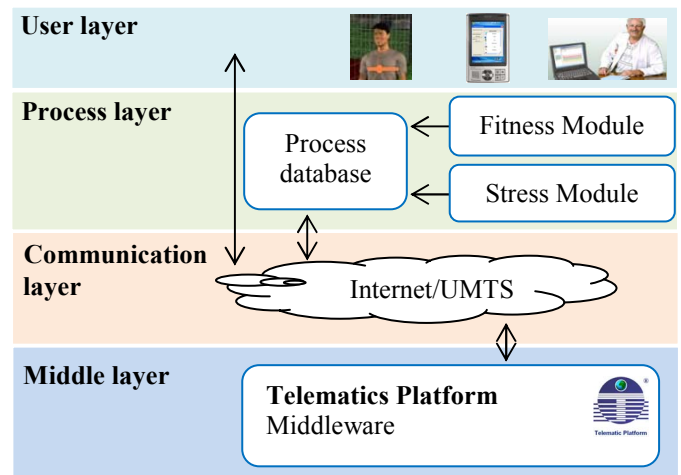 User layer
Process layer
Process
database
Fitness Module
Stress Module
Communication
layer
Internet/UMTS
Middle layer
Telematics Platform
Middleware
®
Telematic Platform